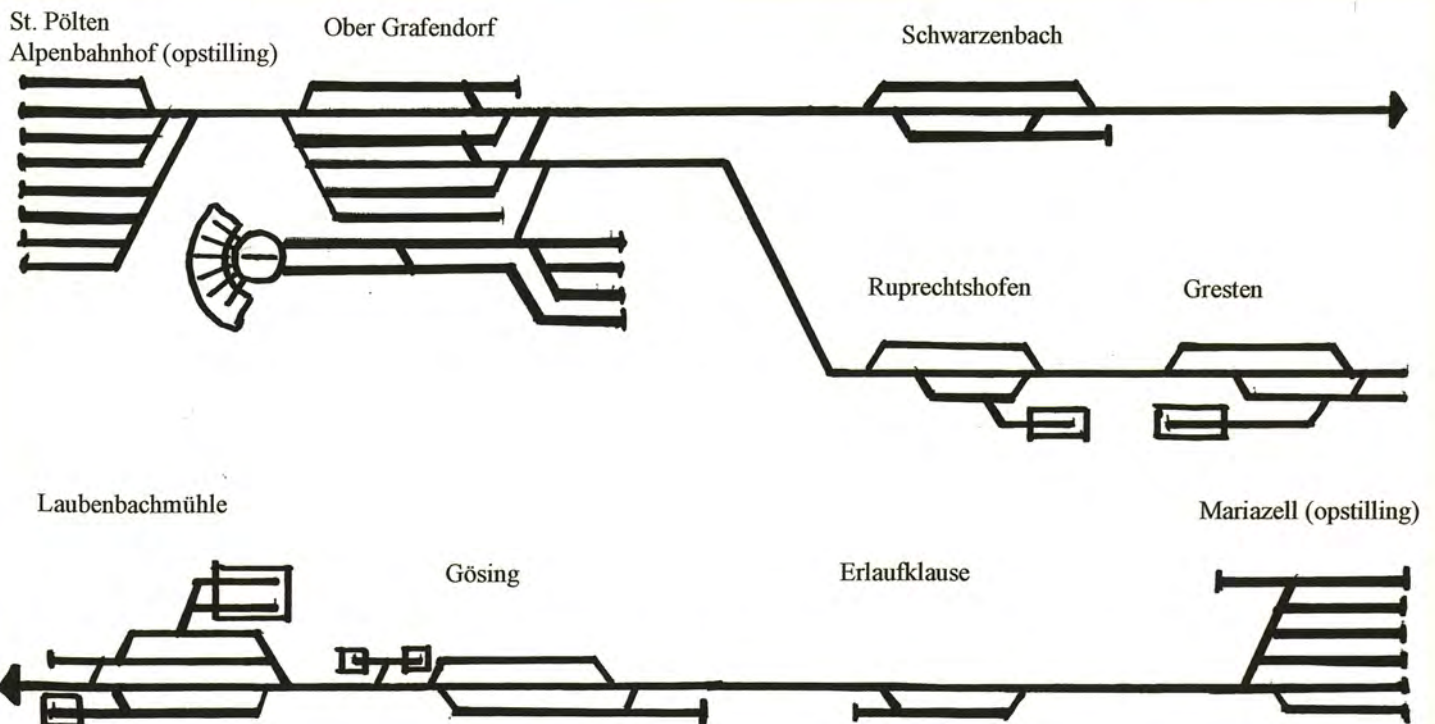 St. Pölten
Alpenbahnhof (opstilling)
Ober Grafendorf
Schwarzenbach
Ruprechtshofen
Gresten
Laubenbachmühle
Gösing
Erlaufklause
Mariazell (opstilling)